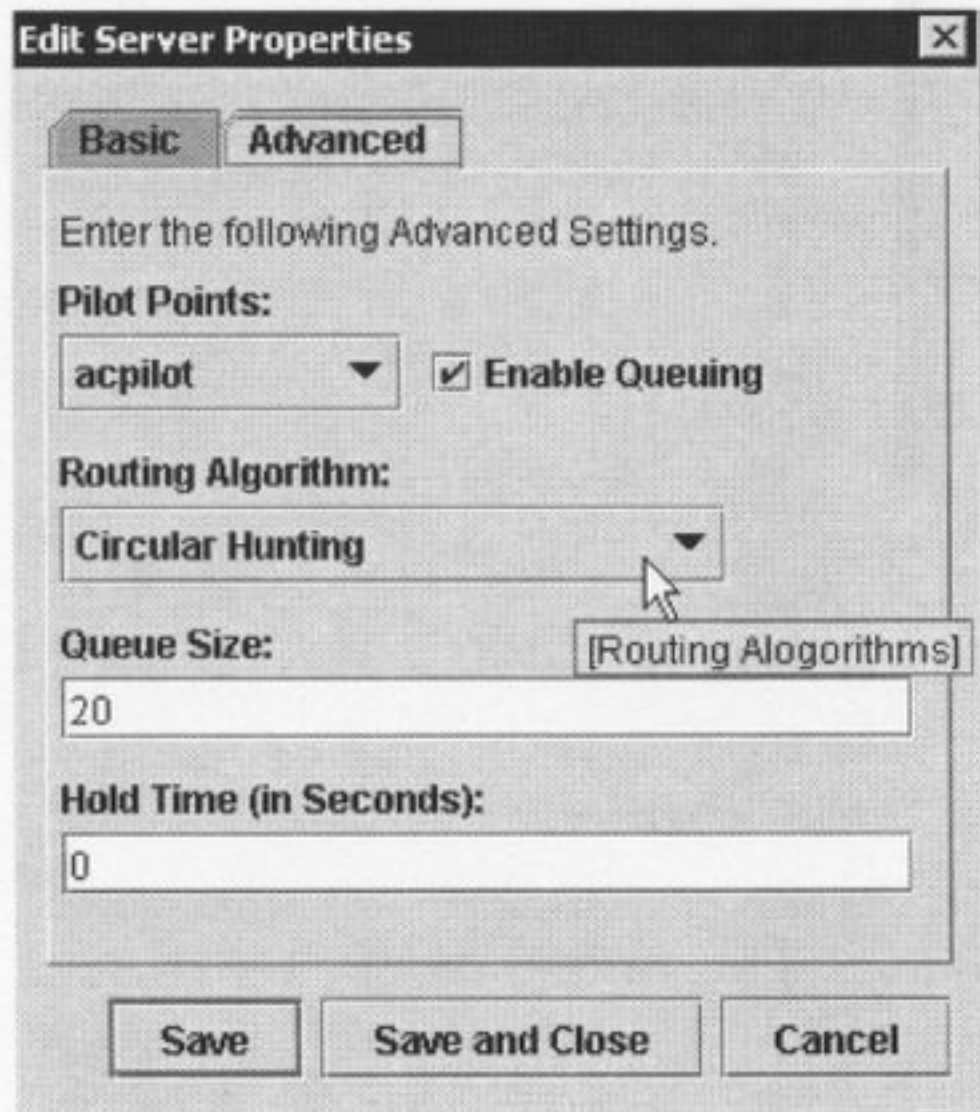 Edit Server Properties
Basic Advanced
Enter the following Advanced Settings.
Pilot Points:
acpilot Enable Queuing
Routing Algorithm:
Circular Hunting
Queue Size:
[Routing Alogorithms]
20
Hold Time (in Seconds):
0
Save Save and Close Cancel